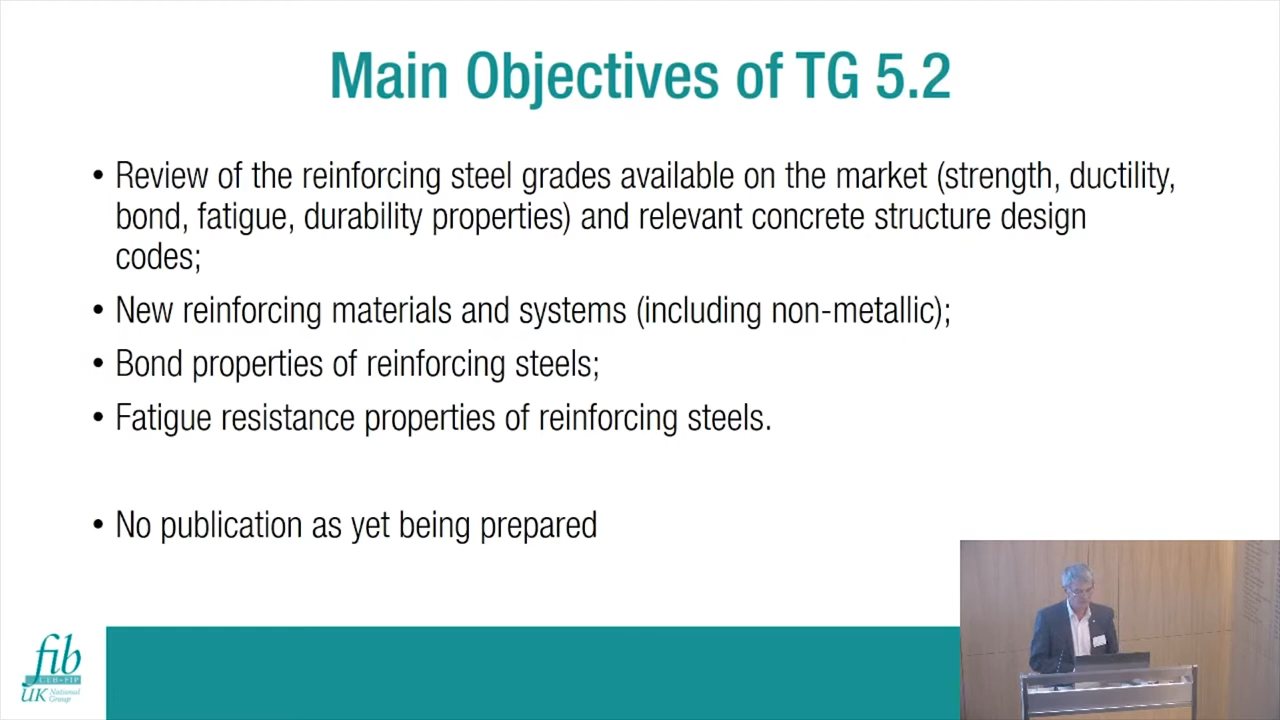 Main Objectives of TG 5.2
• Review of the reinforcing steel grades available on the market (strength, ductility,
bond, fatigue, durability properties) and relevant concrete structure design
codes;
• New reinforcing materials and systems (including non-metallic);
• Bond properties of reinforcing steels;
• Fatigue resistance properties of reinforcing steels.
• No publication as yet being prepared
fib
CEB-FIP
UK National
Group